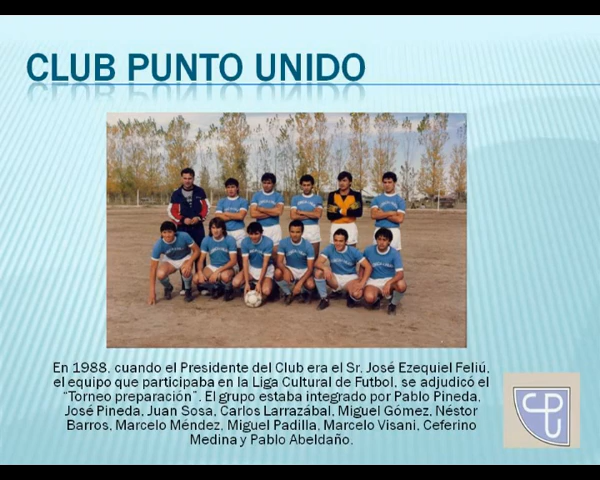 CLUB PUNTO UNIDO
En 1988, cuando el Presidente del Club era el Sr. José Ezequiel Feliú,
el equipo que participaba en la Liga Cultural de Futbol, se adjudicó el
“Torneo preparación”. El grupo estaba integrado por Pablo Pineda,
José Pineda, Juan Sosa, Carlos Larrazábal, Miguel Gómez, Néstor
Barros, Marcelo Méndez, Miguel Padilla, Marcelo Visani, Ceferino
Medina y Pablo Abeldaño.
CPU